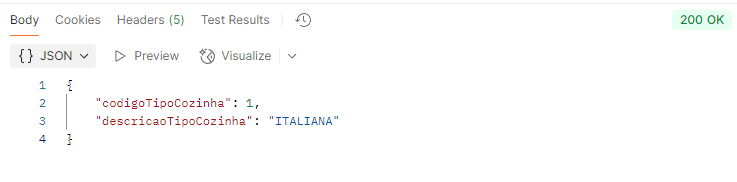 Body Cookies Headers (5) Test Results 200 OK
{} JSON Preview Visualize
1 {
2 "codigoTipoCozinha": 1,
3 "descricaoTipoCozinha": "ITALIANA"
4 }